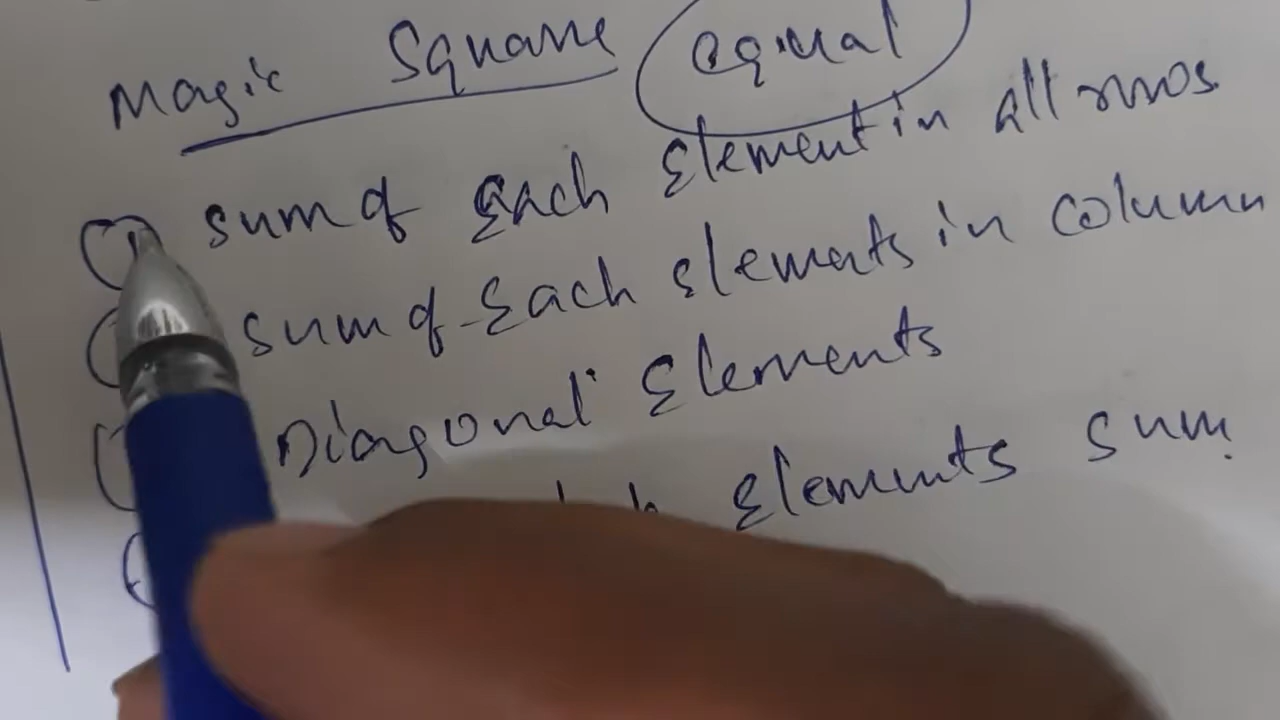 Magic Square equal
① sum of Each Element in all rows
sum of Each elements in column
Diagonal Elements
Elements sum